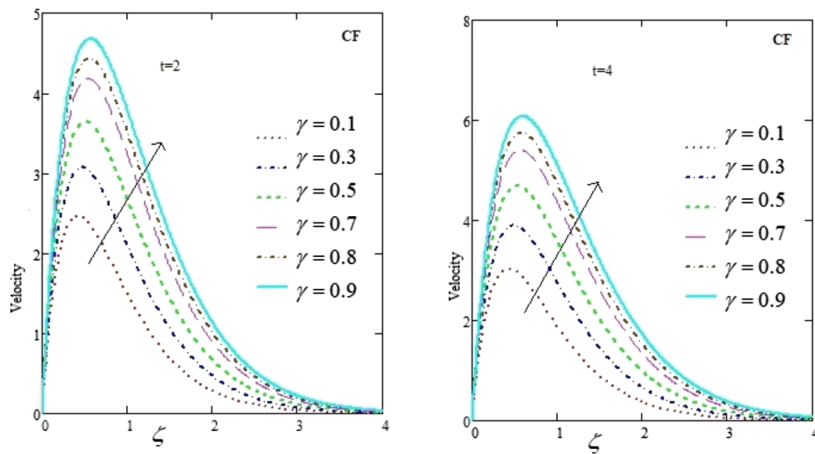 CF
t=2
Velocity
5
4
3
2
1
0
γ = 0.1
γ = 0.3
γ = 0.5
γ = 0.7
γ = 0.8
γ = 0.9
0 1 2 3 4
ζ
CF
t=4
Velocity
8
6
4
2
0
γ = 0.1
γ = 0.3
γ = 0.5
γ = 0.7
γ = 0.8
γ = 0.9
0 1 2 3 4
ζ